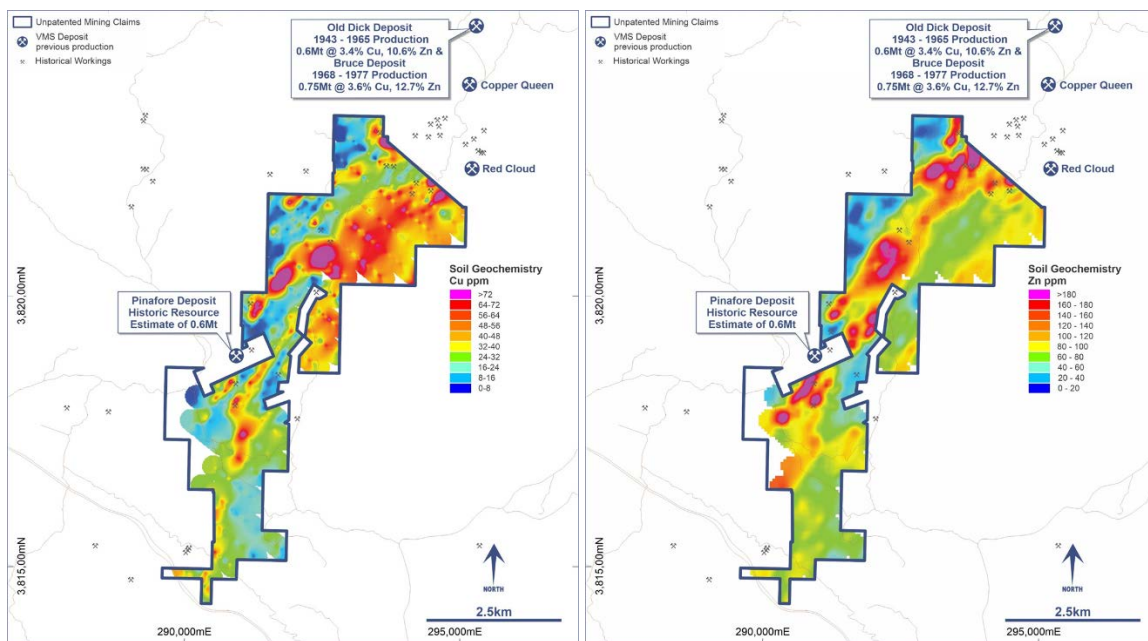 Unpatented Mining Claims
VMS Deposit
previous production
Historical Workings
Old Dick Deposit
1943 - 1965 Production
0.6Mt @ 3.4% Cu, 10.6% Zn &
Bruce Deposit
1968 - 1977 Production
0.75Mt @ 3.6% Cu, 12.7% Zn
Copper Queen
Red Cloud
3,820,00mN
Pinafore Deposit
Historic Resource
Estimate of 0.6Mt
Soil Geochemistry
Cu ppm
>72
64-72
56-64
48-56
40-48
32-40
24-32
16-24
8-16
0-8
3,815,00mN
NORTH
2.5km
290,000mE
295,000mE
Unpatented Mining Claims
VMS Deposit
previous production
Historical Workings
Old Dick Deposit
1943 - 1965 Production
0.6Mt @ 3.4% Cu, 10.6% Zn &
Bruce Deposit
1968 - 1977 Production
0.75Mt @ 3.6% Cu, 12.7% Zn
Copper Queen
Red Cloud
3,820,00mN
Pinafore Deposit
Historic Resource
Estimate of 0.6Mt
Soil Geochemistry
Zn ppm
>180
160 - 180
140 - 160
120 - 140
100 - 120
80 - 100
60 - 80
40 - 60
20 - 40
0 - 20
3,815,00mN
NORTH
2.5km
290,000mE
295,000mE